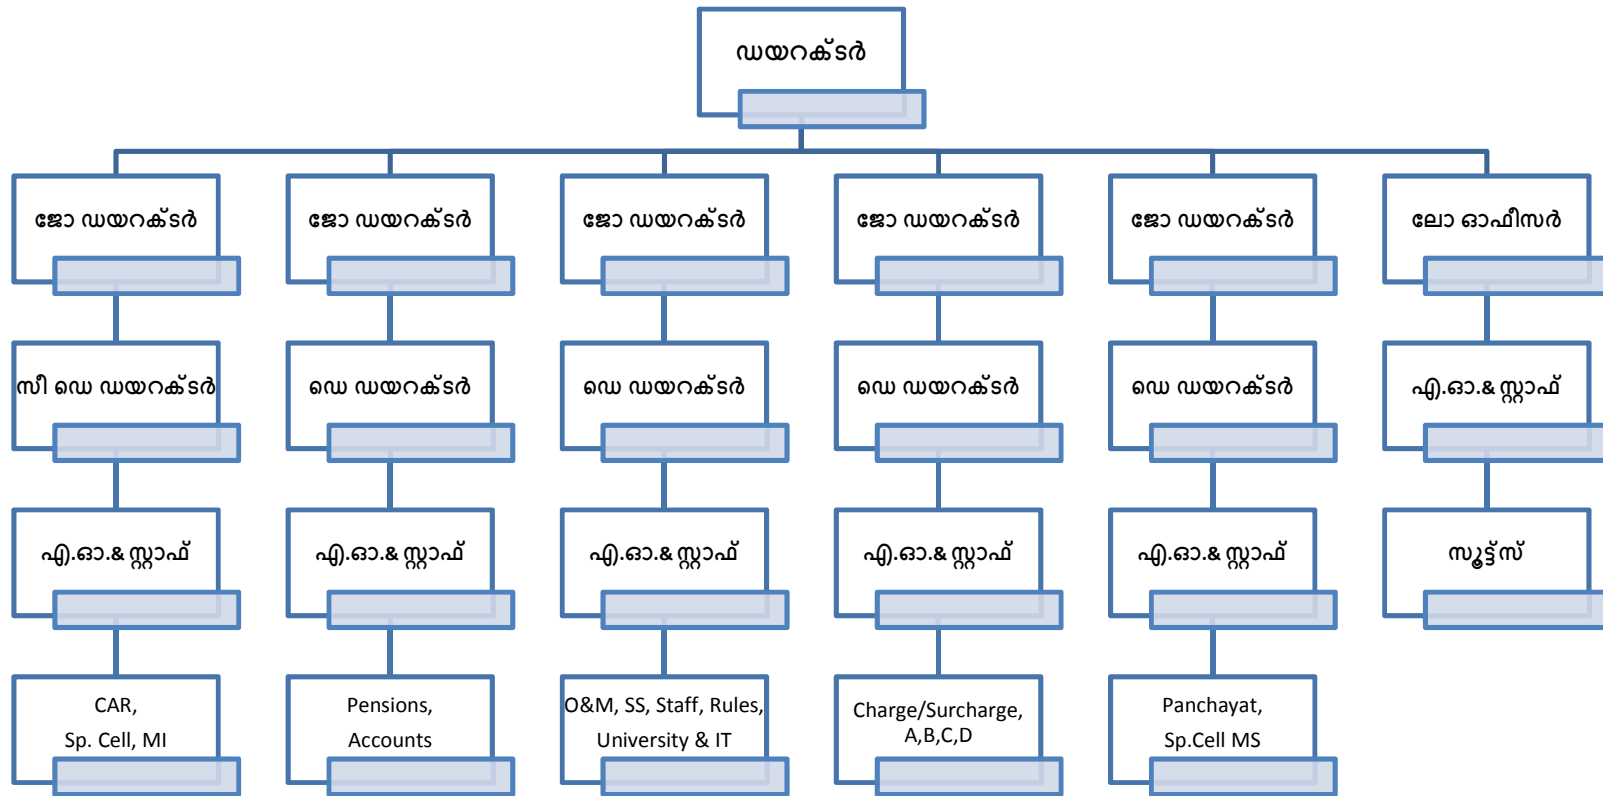 ഡയറക്ടർ
ജോ ഡയറക്ടർ
ജോ ഡയറക്ടർ
ജോ ഡയറക്ടർ
ജോ ഡയറക്ടർ
ജോ ഡയറക്ടർ
ലോ ഓഫീസർ
സീ ഡെ ഡയറക്ടർ
ഡെ ഡയറക്ടർ
ഡെ ഡയറക്ടർ
ഡെ ഡയറക്ടർ
ഡെ ഡയറക്ടർ
എ.ഓ.& സ്റ്റാഫ്
എ.ഓ.& സ്റ്റാഫ്
എ.ഓ.& സ്റ്റാഫ്
എ.ഓ.& സ്റ്റാഫ്
എ.ഓ.& സ്റ്റാഫ്
എ.ഓ.& സ്റ്റാഫ്
സൂട്ട്സ്
CAR,
Sp. Cell, MI
Pensions,
Accounts
O&M, SS, Staff, Rules,
University & IT
Charge/Surcharge,
A,B,C,D
Panchayat,
Sp.Cell MS